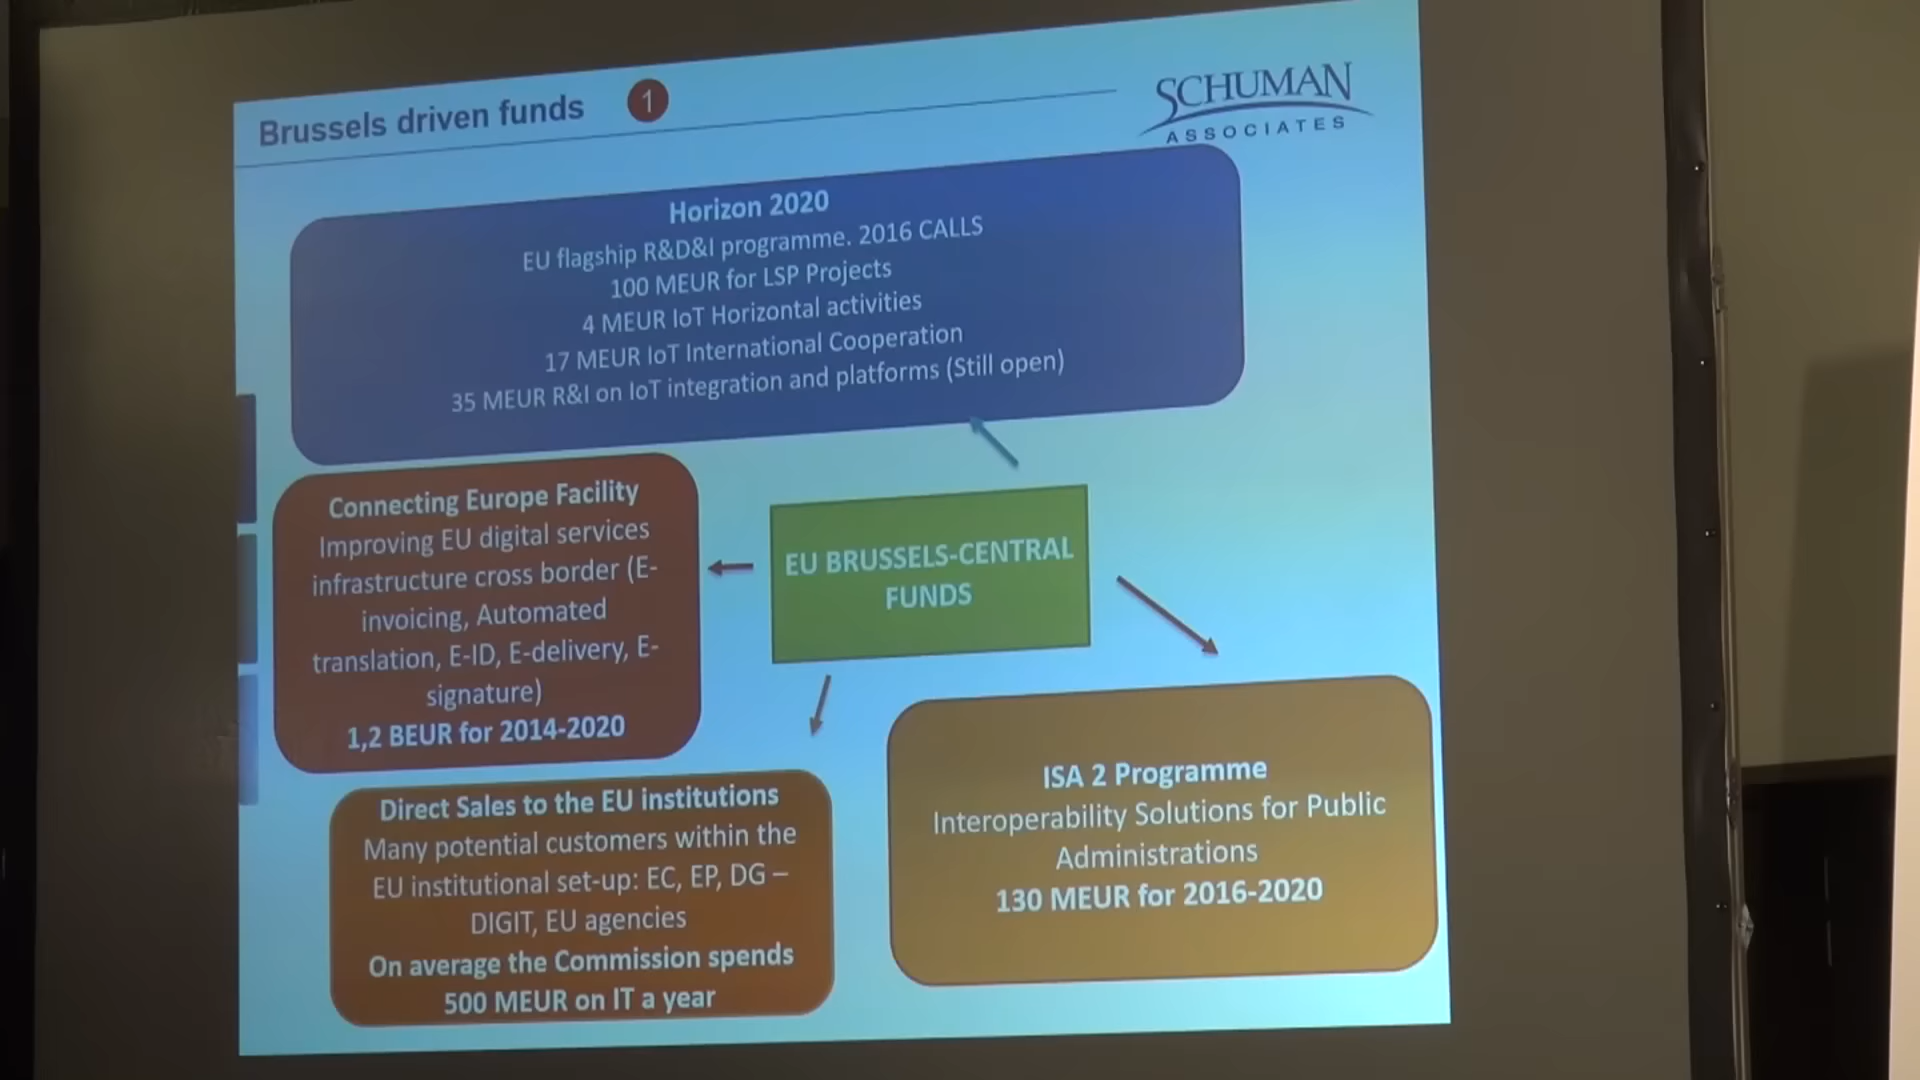 Brussels driven funds
1
SCHUMAN
ASSOCIATES
Horizon 2020
EU flagship R&D&I programme. 2016 CALLS
100 MEUR for LSP Projects
4 MEUR IoT Horizontal activities
17 MEUR IoT International Cooperation
35 MEUR R&I on IoT integration and platforms (Still open)
Connecting Europe Facility
Improving EU digital services
infrastructure cross border (E-
invoicing, Automated
translation, E-ID, E-delivery, E-
signature)
1,2 BEUR for 2014-2020
EU BRUSSELS-CENTRAL
FUNDS
Direct Sales to the EU institutions
Many potential customers within the
EU institutional set-up: EC, EP, DG –
DIGIT, EU agencies
On average the Commission spends
500 MEUR on IT a year
ISA 2 Programme
Interoperability Solutions for Public
Administrations
130 MEUR for 2016-2020